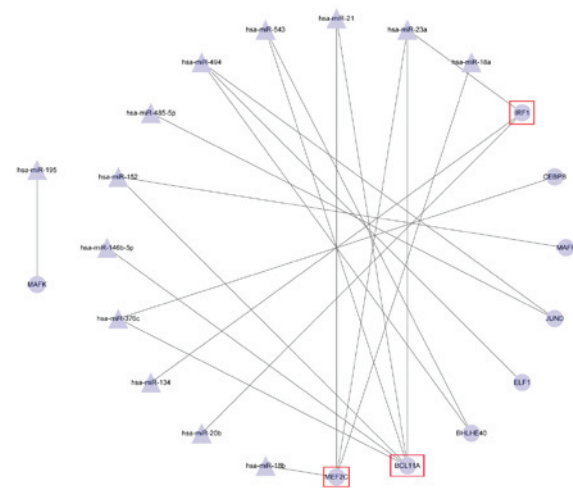 hsa-miR-21
hsa-miR-543
hsa-miR-23a
hsa-miR-494
hsa-miR-18a
hsa-miR-485-5p
IRF1
hsa-miR-195
hsa-miR-152
CEBPB
hsa-miR-146b-5p
MAFK
hsa-miR-376c
JUND
hsa-miR-134
ELF1
hsa-miR-20b
BHLHE40
hsa-miR-18b
MEF2C
BCL11A